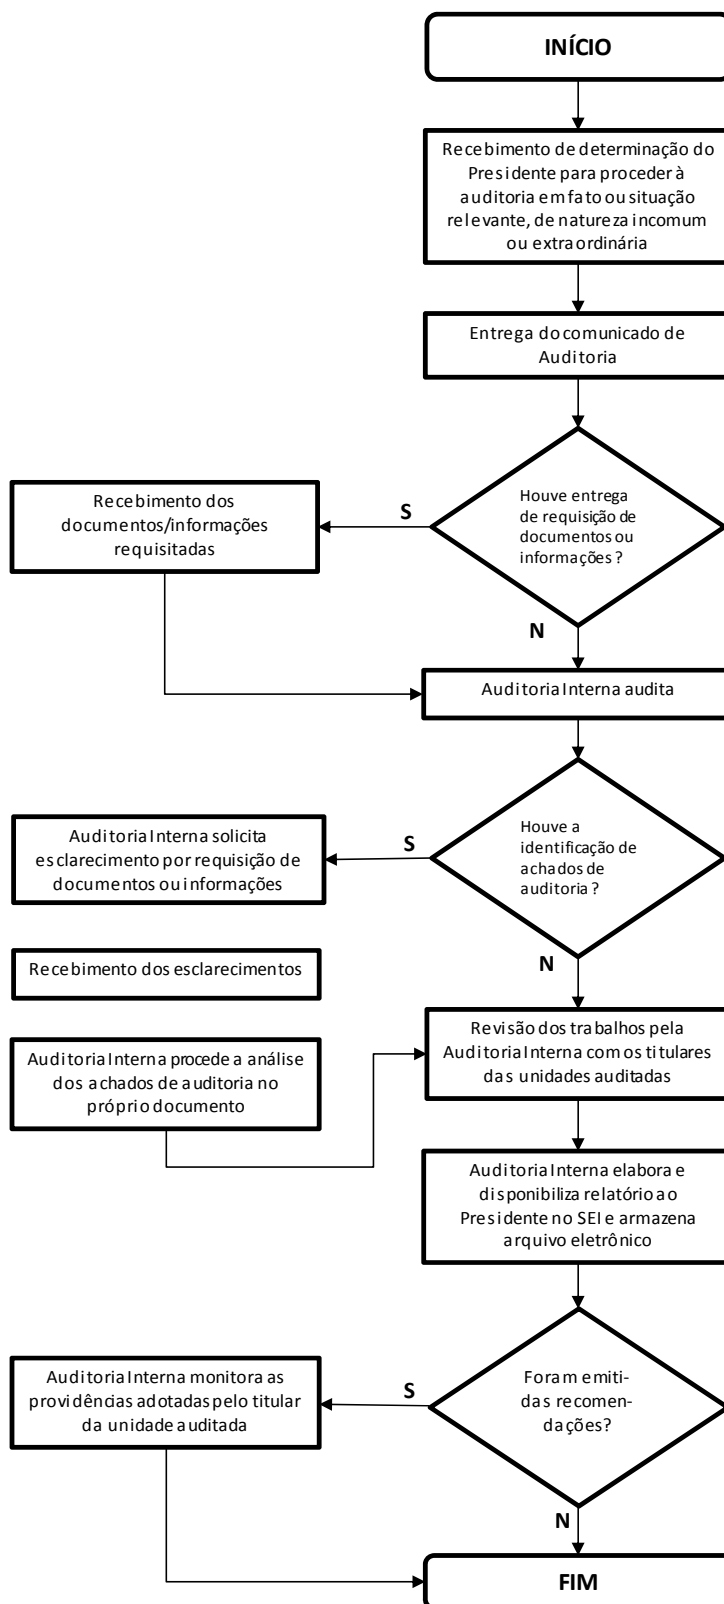 INÍCIO
Recebimento de determinação do
Presidente para proceder à
auditoria em fato ou situação
relevante, de natureza incomum
ou extraordinária
Entrega do comunicado de
Auditoria
Houve entrega
de requisição de
documentos ou
informações?
S
Recebimento dos
documentos/informações
requisitadas
N
Auditoria Interna audita
Houve a
identificação de
achados de
auditoria?
S
Auditoria Interna solicita
esclarecimento por requisição de
documentos ou informações
Recebimento dos esclarecimentos
Auditoria Interna procede a análise
dos achados de auditoria no
próprio documento
N
Revisão dos trabalhos pela
Auditoria Interna com os titulares
das unidades auditadas
Auditoria Interna elabora e
disponibiliza relatório ao
Presidente no SEI e armazena
arquivo eletrônico
Foram emiti-
das recomen-
dações?
S
Auditoria Interna monitora as
providências adotadas pelo titular
da unidade auditada
N
FIM